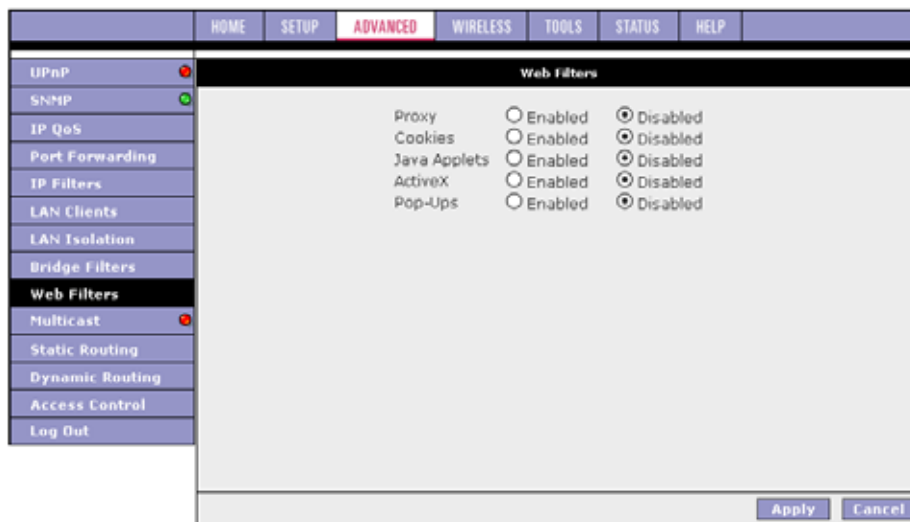 HOME SETUP ADVANCED WIRELESS TOOLS STATUS HELP
UPnP
SNMP
IP QoS
Port Forwarding
IP Filters
LAN Clients
LAN Isolation
Bridge Filters
Web Filters
Multicast
Static Routing
Dynamic Routing
Access Control
Log Out
Web Filters
Proxy Enabled Disabled
Cookies Enabled Disabled
Java Applets Enabled Disabled
ActiveX Enabled Disabled
Pop-Ups Enabled Disabled
Apply Cancel